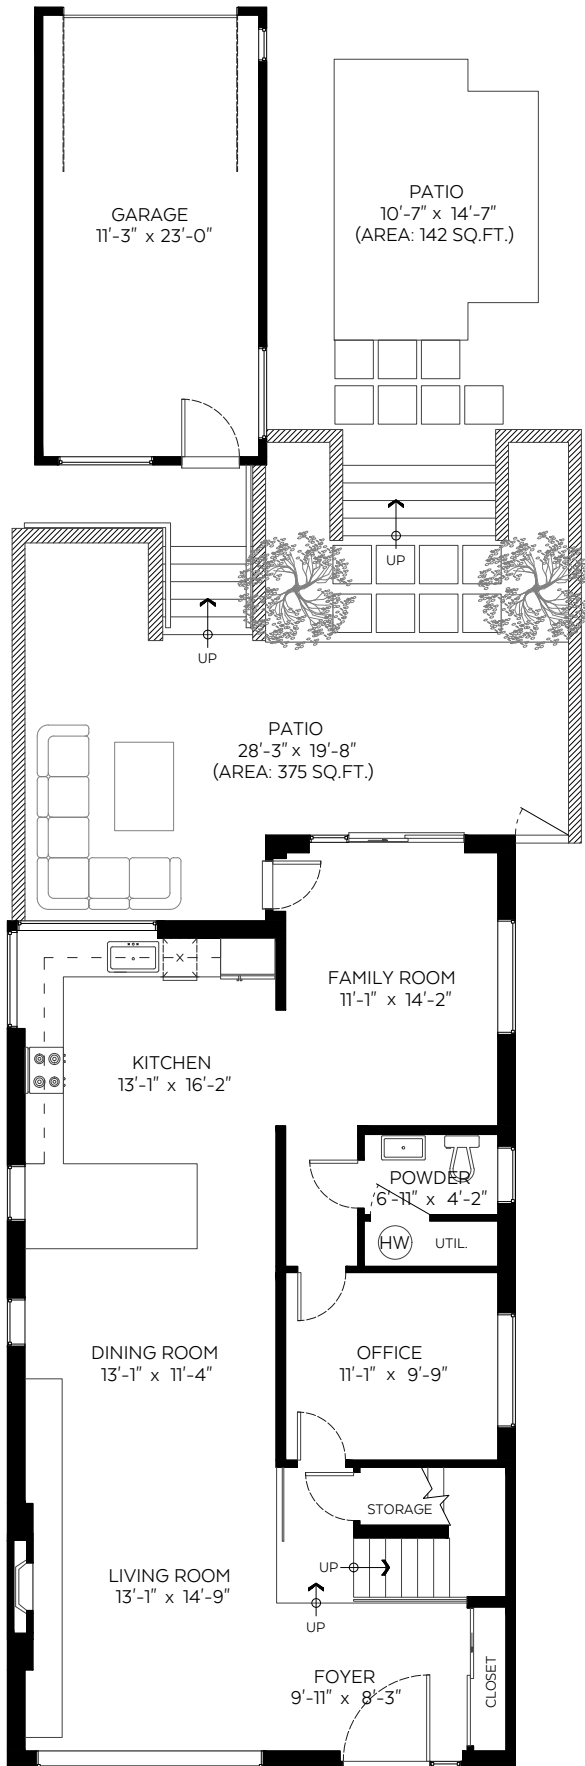 GARAGE
11'-3" x 23'-0"
PATIO
10'-7" x 14'-7"
(AREA: 142 SQ.FT.)
UP
UP
PATIO
28'-3" x 19'-8"
(AREA: 375 SQ.FT.)
FAMILY ROOM
11'-1" x 14'-2"
KITCHEN
13'-1" x 16'-2"
POWDER
6'-11" x 4'-2"
HW
UTIL.
DINING ROOM
13'-1" x 11'-4"
OFFICE
11'-1" x 9'-9"
STORAGE
LIVING ROOM
13'-1" x 14'-9"
UP
UP
FOYER
9'-11" x 8'-3"
CLOSET